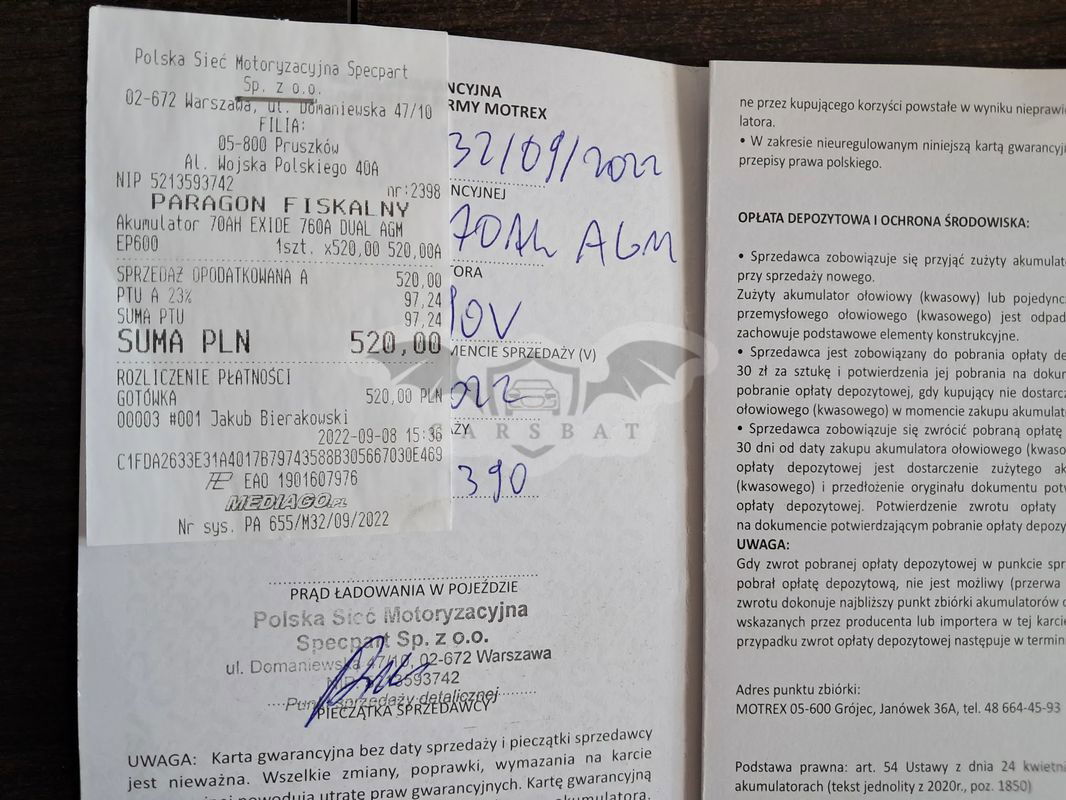 Polska Sieć Motoryzacyjna Specpart
Sp. z o.o.
02-672 Warszawa, ul. Domaniewska 47/10
FILIA:
05-800 Pruszków
Al. Wojska Polskiego 40A
NIP 5213593742 nr:2398
PARAGON FISKALNY
Akumulator 70AH EXIDE 760A DUAL AGM
EP600 1szt. x520,00 520,00A
SPRZEDAŻ OPODATKOWANA A 520,00
PTU A 23% 97,24
SUMA PTU 97,24
SUMA PLN 520,00
ROZLICZENIE PŁATNOŚCI
GOTÓWKA 520,00 PLN
00003 #001 Jakub Bierakowski
2022-09-08 15:36
C1FDA2633E31A4017B79743588B305667030E469
EAO 1901607976
MEDIAGO.PL
Nr sys. PA 655/M32/09/2022
ANCYJNA
RMY MOTREX
32/09/2022
NCYJNEJ
70Ah AGM
TORA
MENCIE SPRZEDAŻY (V)
022
CARSBAT
AŻY
390
PRĄD ŁADOWANIA W POJEŹDZIE
Polska Sieć Motoryzacyjna
Specpart Sp. z o.o.
ul. Domaniewska 47/10, 02-672 Warszawa
NIP 5213593742
Punkt sprzedaży detalicznej
PIECZĄTKA SPRZEDAWCY
UWAGA: Karta gwarancyjna bez daty sprzedaży i pieczątki sprzedawcy
jest nieważna. Wszelkie zmiany, poprawki, wymazania na karcie
powodują utratę praw gwarancyjnych. Kartę gwarancyjną
akumulatora.
ne przez kupującego korzyści powstałe w wyniku nieprawi
latora.
• W zakresie nieuregulowanym niniejszą kartą gwarancyj
przepisy prawa polskiego.
OPŁATA DEPOZYTOWA I OCHRONA ŚRODOWISKA:
• Sprzedawca zobowiązuje się przyjąć zużyty akumulat
przy sprzedaży nowego.
Zużyty akumulator ołowiowy (kwasowy) lub pojedync
przemysłowego ołowiowego (kwasowego) jest odpad
zachowuje podstawowe elementy konstrukcyjne.
• Sprzedawca jest zobowiązany do pobrania opłaty de
30 zł za sztukę i potwierdzenia jej pobrania na doku
pobranie opłaty depozytowej, gdy kupujący nie dostarc
ołowiowego (kwasowego) w momencie zakupu akumulat
• Sprzedawca zobowiązuje się zwrócić pobraną opłatę
30 dni od daty zakupu akumulatora ołowiowego (kwaso
opłaty depozytowej jest dostarczenie zużytego ak
(kwasowego) i przedłożenie oryginału dokumentu potw
opłaty depozytowej. Potwierdzenie zwrotu opłaty
na dokumencie potwierdzającym pobranie opłaty depozy
UWAGA:
Gdy zwrot pobranej opłaty depozytowej w punkcie spr
pobrał opłatę depozytową, nie jest możliwy (przerwa
zwrotu dokonuje najbliższy punkt zbiórki akumulatorów
wskazanych przez producenta lub importera w tej karcie
przypadku zwrot opłaty depozytowej następuje w termin
Adres punktu zbiórki:
MOTREX 05-600 Grójec, Janówek 36A, tel. 48 664-45-93
Podstawa prawna: art. 54 Ustawy z dnia 24 kwietni
akumulatorach (tekst jednolity z 2020r., poz. 1850)